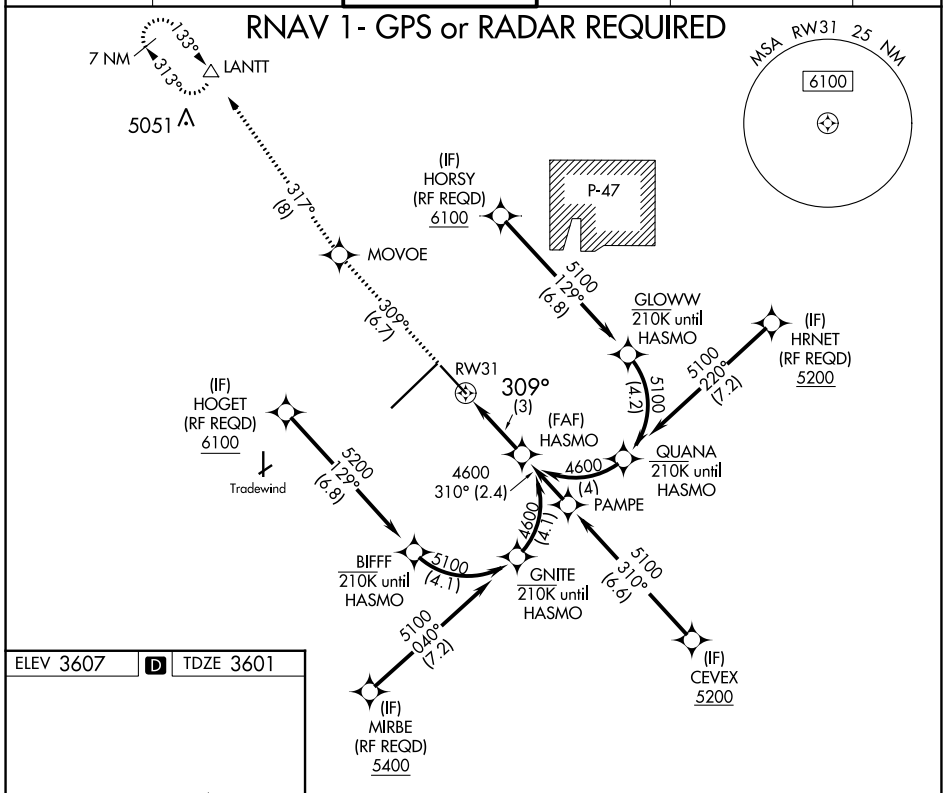 RNAV 1 - GPS or RADAR REQUIRED
MSA RW31 25 NM
6100
7 NM
133°
313°
LANTT
5051
317°
(8)
MOVOE
309°
(6.7)
(IF)
HORSY
(RF REQD)
6100
P-47
5100
129°
(6.8)
GLOWW
210K until
HASMO
5100
(4.2)
(IF)
HRNET
(RF REQD)
5200
5100
220°
(7.2)
RW31
309°
(3)
(FAF)
HASMO
(IF)
HOGET
(RF REQD)
6100
Tradewind
5200
129°
(6.8)
4600
310° (2.4)
4600
(4)
QUANA
210K until
HASMO
PAMPE
4600
(4.1)
BIFFF
210K until
HASMO
5100
(4.1)
GNITE
210K until
HASMO
5100
310°
(6.6)
5100
040°
(7.2)
(IF)
CEVEX
5200
(IF)
MIRBE
(RF REQD)
5400
ELEV 3607 D TDZE 3601